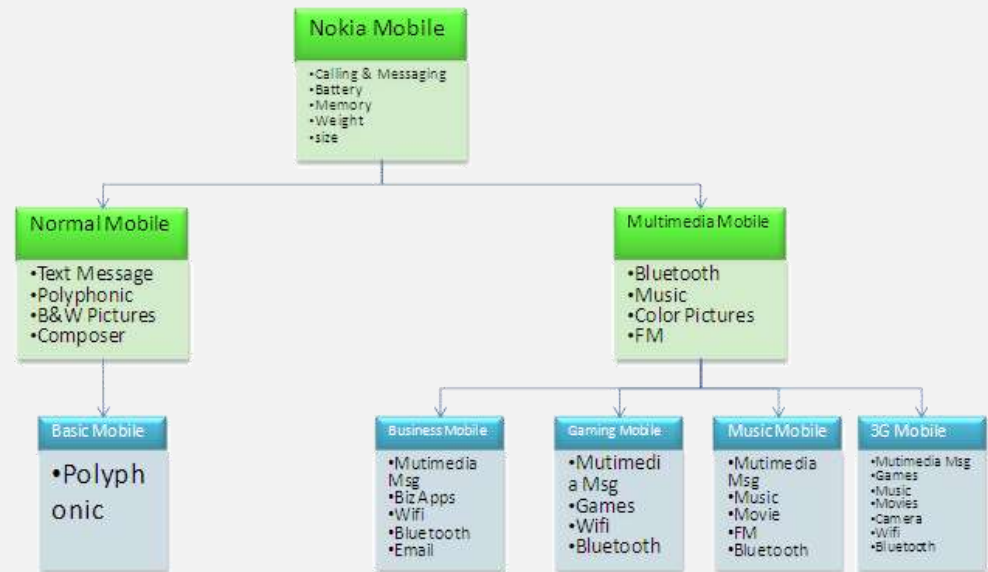 Nokia Mobile
•Calling & Messaging
•Battery
•Memory
•Weight
•size
Normal Mobile
•Text Message
•Polyphonic
•B&W Pictures
•Composer
Multimedia Mobile
•Bluetooth
•Music
•Color Pictures
•FM
Basic Mobile
•Polyph
onic
Business Mobile
•Mutimedia
Msg
•Biz Apps
•Wifi
•Bluetooth
•Email
Gaming Mobile
•Mutimedi
a Msg
•Games
•Wifi
•Bluetooth
Music Mobile
•Mutimedia
Msg
•Music
•Movie
•FM
•Bluetooth
3G Mobile
•Mutimedia Msg
•Games
•Music
•Movies
•Camera
•Wifi
•Bluetooth